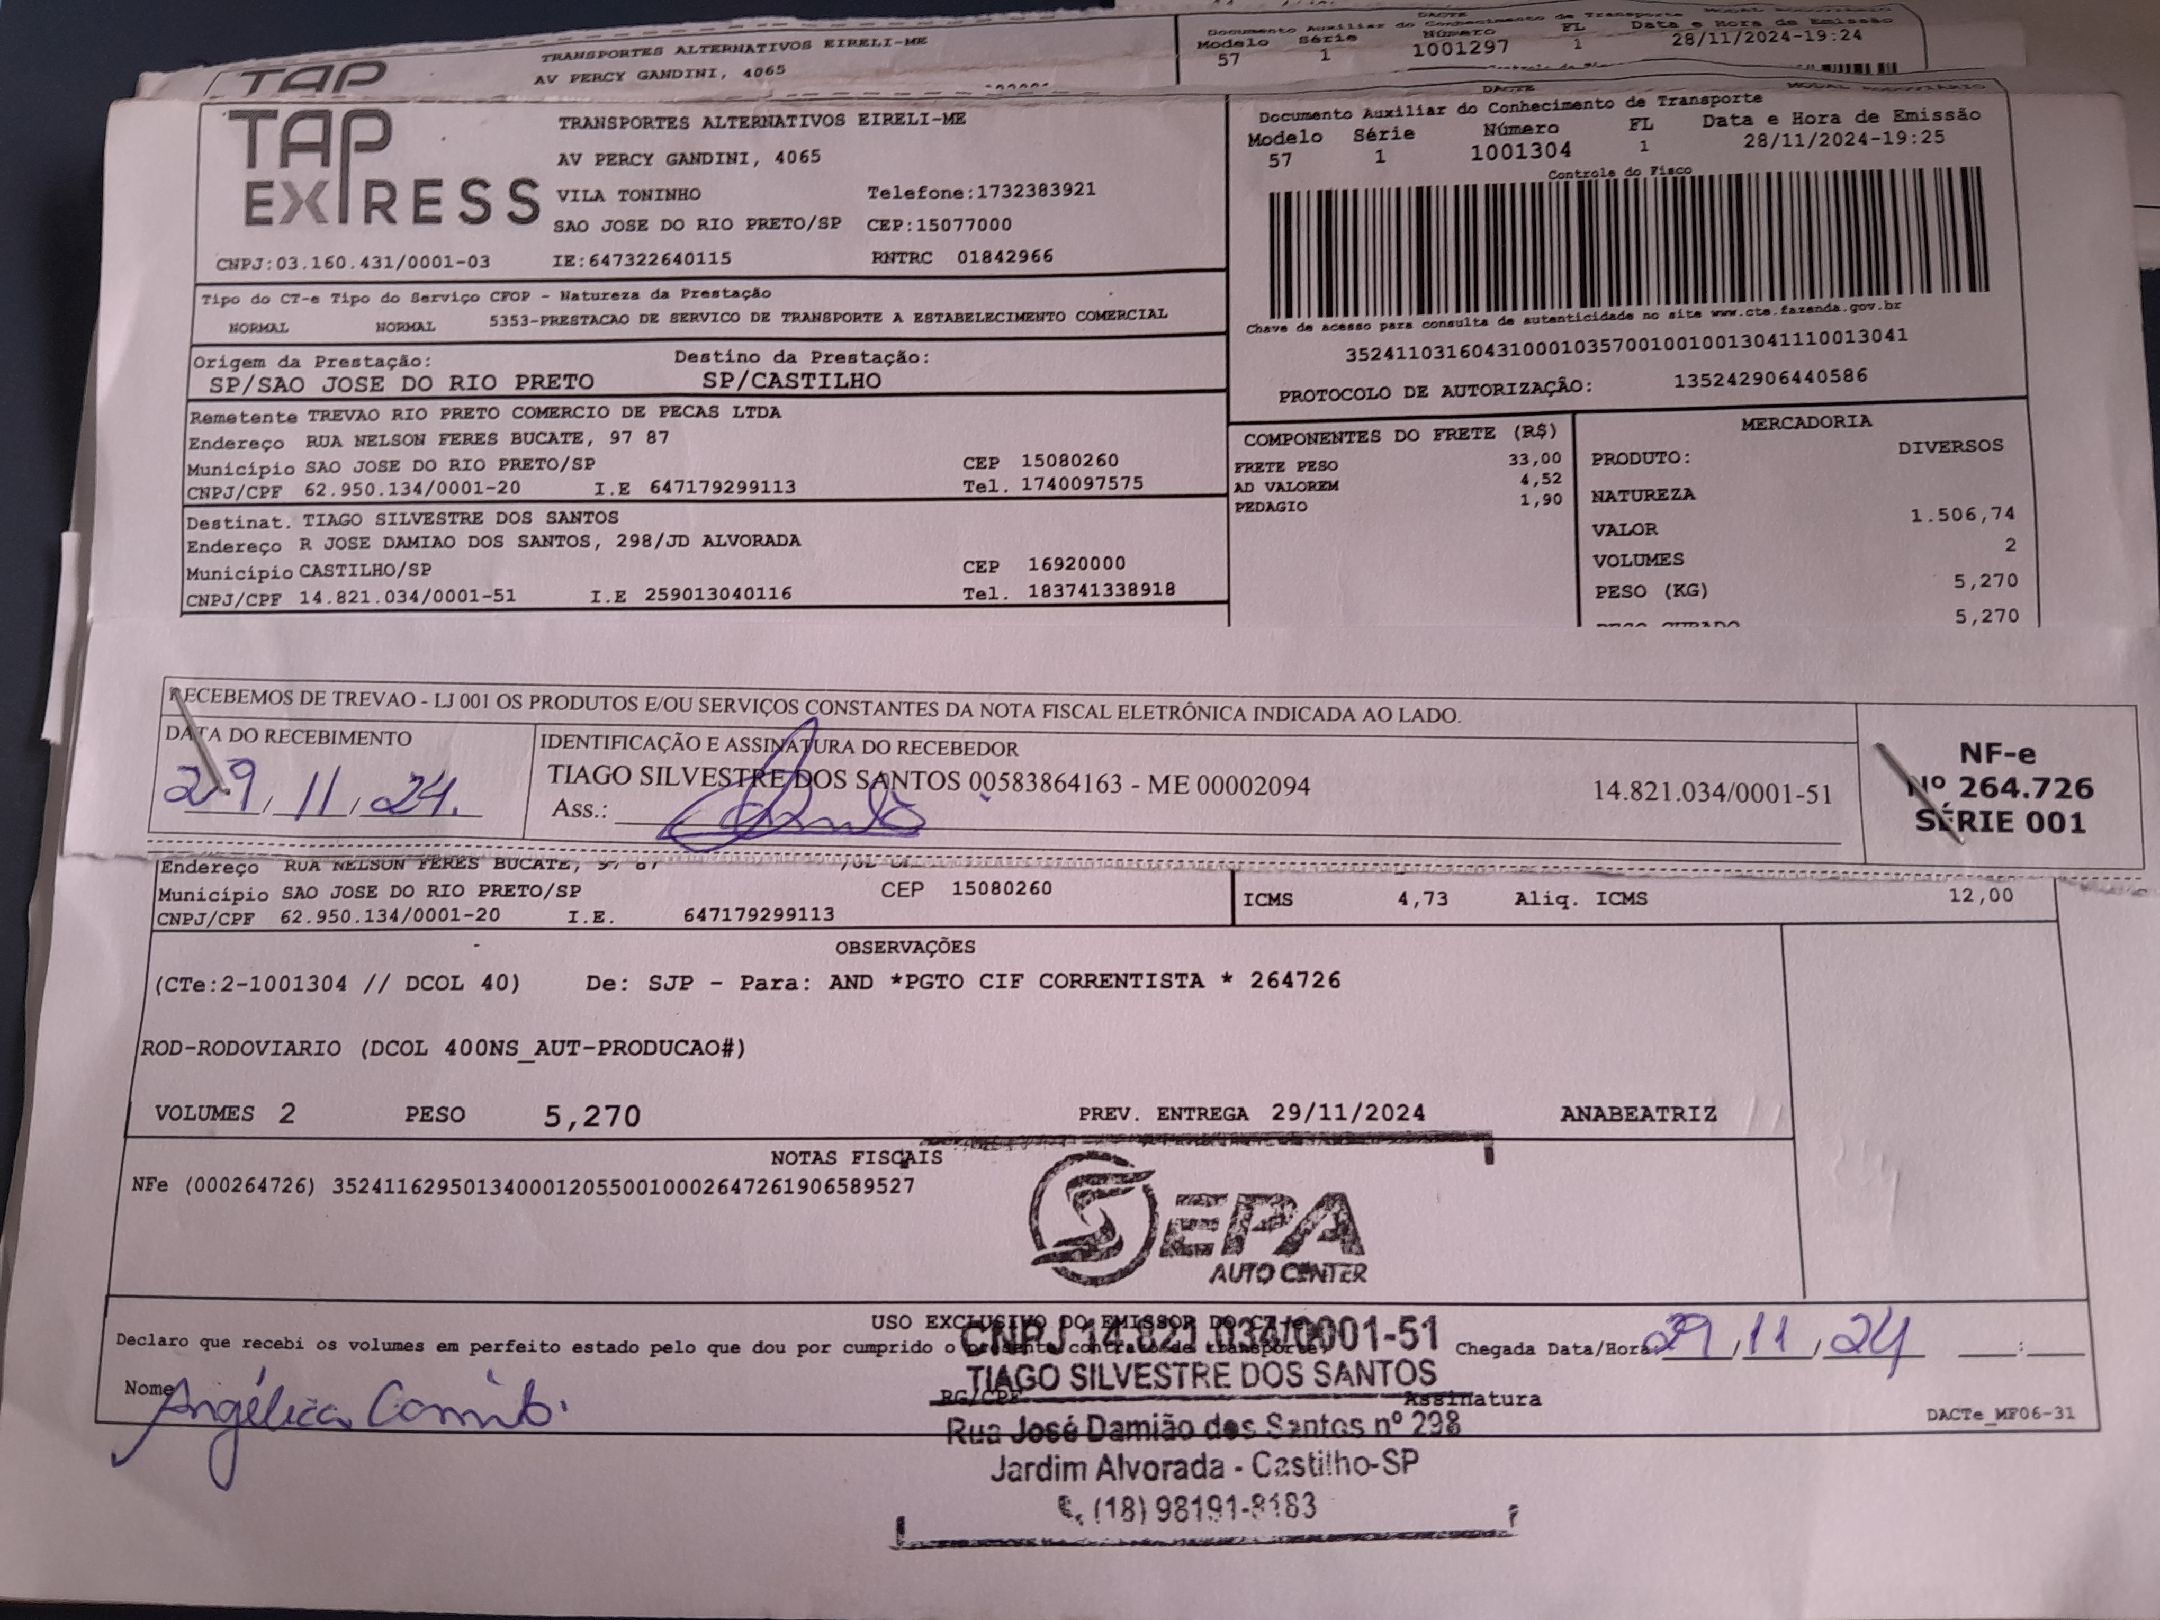 TAP
TRANSPORTES ALTERNATIVOS EIRELI-ME
AV PERCY GANDINI, 4065
DACTE
Documento Auxiliar do Conhecimento de Transporte
Modelo Série Número FL Data e Hora de Emissão
57 1 1001297 1 28/11/2024-19:24
TAP EXPRESS
TRANSPORTES ALTERNATIVOS EIRELI-ME
AV PERCY GANDINI, 4065
VILA TONINHO Telefone:1732383921
SAO JOSE DO RIO PRETO/SP CEP:15077000
CNPJ:03.160.431/0001-03 IE:647322640115 RNTRC 01842966
DACTE MODAL RODOVIARIO
Documento Auxiliar do Conhecimento de Transporte
Modelo Série Número FL Data e Hora de Emissão
57 1 1001304 1 28/11/2024-19:25
Controle do Fisco
Chave de acesso para consulta de autenticidade no site www.cte.fazenda.gov.br
35241103160431000103570010010013041110013041
PROTOCOLO DE AUTORIZAÇÃO: 135242906440586
Tipo do CT-e Tipo do Serviço CFOP - Natureza da Prestação
NORMAL NORMAL 5353-PRESTACAO DE SERVICO DE TRANSPORTE A ESTABELECIMENTO COMERCIAL
Origem da Prestação: Destino da Prestação:
SP/SAO JOSE DO RIO PRETO SP/CASTILHO
Remetente TREVAO RIO PRETO COMERCIO DE PECAS LTDA
Endereço RUA NELSON FERES BUCATE, 97 87
Município SAO JOSE DO RIO PRETO/SP CEP 15080260
CNPJ/CPF 62.950.134/0001-20 I.E 647179299113 Tel. 1740097575
Destinat. TIAGO SILVESTRE DOS SANTOS
Endereço R JOSE DAMIAO DOS SANTOS, 298/JD ALVORADA
Município CASTILHO/SP CEP 16920000
CNPJ/CPF 14.821.034/0001-51 I.E 259013040116 Tel. 183741338918
COMPONENTES DO FRETE (R$)
FRETE PESO 33,00
AD VALOREM 4,52
PEDAGIO 1,90
MERCADORIA
PRODUTO: DIVERSOS
NATUREZA
VALOR 1.506,74
VOLUMES 2
PESO (KG) 5,270
PESO CUBADO 5,270
RECEBEMOS DE TREVAO - LJ 001 OS PRODUTOS E/OU SERVIÇOS CONSTANTES DA NOTA FISCAL ELETRÔNICA INDICADA AO LADO.
DATA DO RECEBIMENTO
29/11/24.
IDENTIFICAÇÃO E ASSINATURA DO RECEBEDOR
TIAGO SILVESTRE DOS SANTOS 00583864163 - ME 00002094 14.821.034/0001-51
Ass.:
NF-e
Nº 264.726
SÉRIE 001
Endereço RUA NELSON FERES BUCATE, 97 87
Município SAO JOSE DO RIO PRETO/SP CEP 15080260
CNPJ/CPF 62.950.134/0001-20 I.E. 647179299113
ICMS 4,73 Aliq. ICMS 12,00
OBSERVAÇÕES
(CTe:2-1001304 // DCOL 40) De: SJP - Para: AND *PGTO CIF CORRENTISTA * 264726
ROD-RODOVIARIO (DCOL 400NS_AUT-PRODUCAO#)
VOLUMES 2 PESO 5,270 PREV. ENTREGA 29/11/2024 ANABEATRIZ
NOTAS FISCAIS
NFe (000264726) 35241162950134000120550010002647261906589527
SEPA
AUTO CENTER
USO EXCLUSIVO DO EMISSOR DO CT-e
Declaro que recebi os volumes em perfeito estado pelo que dou por cumprido o presente contrato de transporte. Chegada Data/Hora 29/11/24 __:__
CNPJ 14.821.034/0001-51
TIAGO SILVESTRE DOS SANTOS
Nome Angélica RG/CPF Assinatura
DACTe_MF06-31
Rua José Damião dos Santos nº 298
Jardim Alvorada - Castilho-SP
(18) 98191-8183